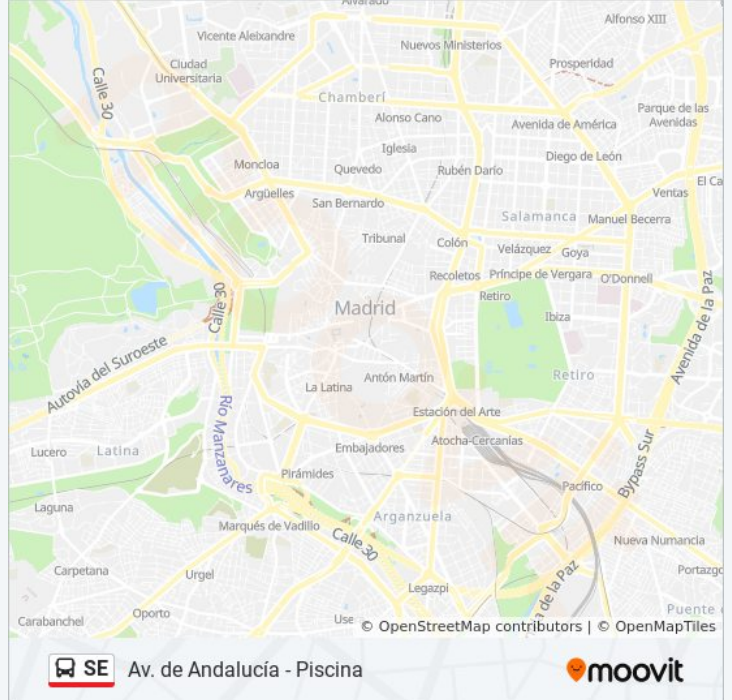 Alvarado
Alfonso XIII
Vicente Aleixandre
Nuevos Ministerios
Ciudad
Universitaria
Prosperidad
Calle 30
Chamberí
Parque de las
Avenidas
Alonso Cano
Avenida de América
Iglesia
Diego de León
Moncloa
Quevedo
Rubén Darío
El Ca
Argüelles
Ventas
San Bernardo
Salamanca
Manuel Becerra
Tribunal
Colón
Velázquez
Goya
Recoletos
Príncipe de Vergara
O'Donnell
Retiro
Calle 30
Madrid
Ibiza
Avenida de la Paz
Autovía del Suroeste
Antón Martín
Retiro
La Latina
Estación del Arte
Río Manzanares
Atocha-Cercanías
Lucero
Latina
Embajadores
Bypass Sur
Pirámides
Pacífico
Laguna
Arganzuela
Marqués de Vadillo
Calle 30
Nueva Numancia
Carpetana
Urgel
Portazgo
Legazpi
a de la Paz
Oporto
Carabanchel
Use
Puente
© OpenStreetMap contributors | © OpenMapTiles
SE
Av. de Andalucía - Piscina
moovit